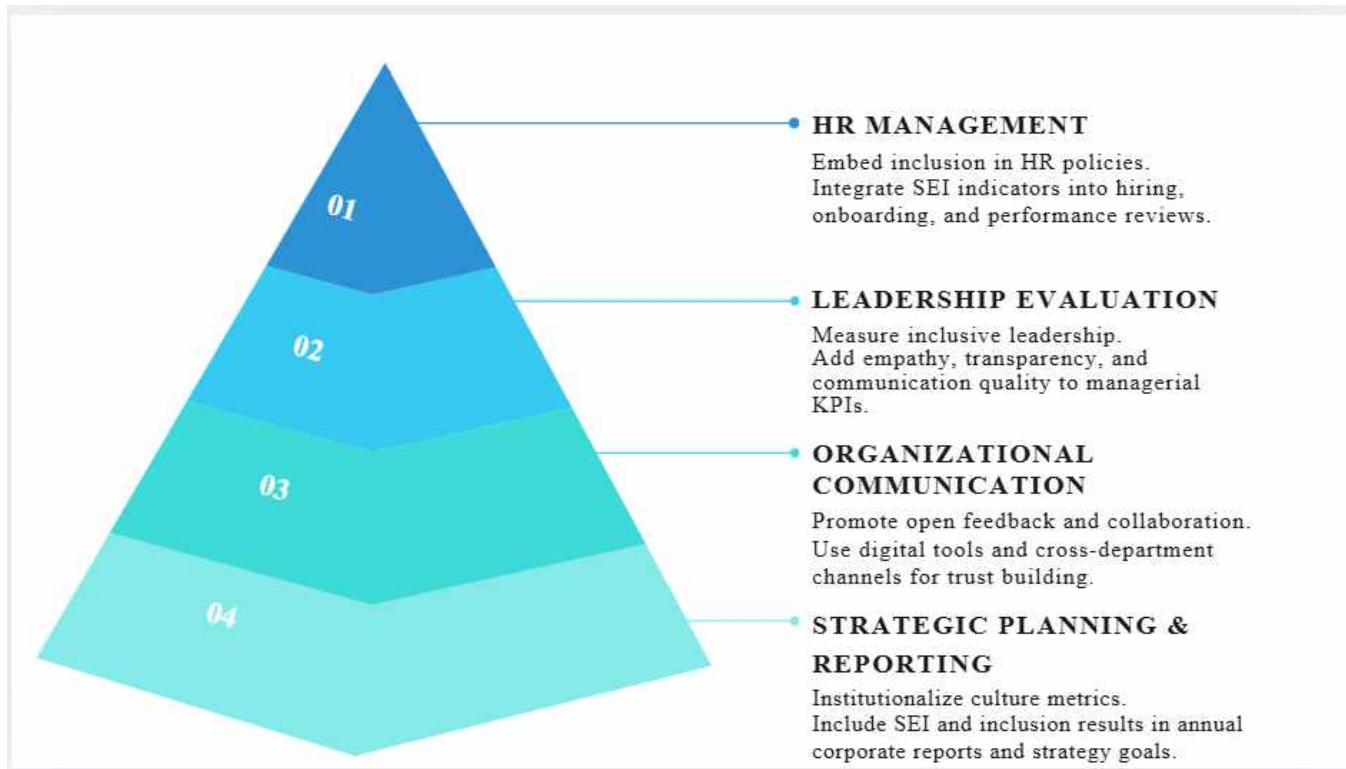 01
HR MANAGEMENT
Embed inclusion in HR policies.
Integrate SEI indicators into hiring,
onboarding, and performance reviews.
02
LEADERSHIP EVALUATION
Measure inclusive leadership.
Add empathy, transparency, and
communication quality to managerial
KPIs.
03
ORGANIZATIONAL
COMMUNICATION
Promote open feedback and collaboration.
Use digital tools and cross-department
channels for trust building.
04
STRATEGIC PLANNING &
REPORTING
Institutionalize culture metrics.
Include SEI and inclusion results in annual
corporate reports and strategy goals.